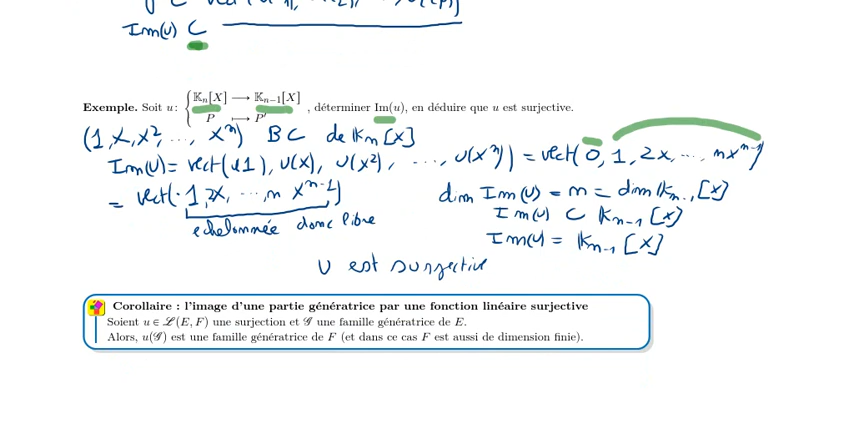 Im(u) ⊂
Exemple. Soit u: { 𝕂n[X] ⟶ 𝕂n−1[X]
P ⟼ P′ , déterminer Im(u), en déduire que u est surjective.
(1, X, X², ..., Xⁿ) BC de 𝕂n[X]
Im(u) = Vect(u(1), u(X), u(X²), ..., u(Xⁿ)) = Vect(0, 1, 2X, ..., nXⁿ⁻¹)
= Vect(1, 2X, ..., n Xⁿ⁻¹)
echelonnée donc libre
dim Im(u) = n = dim 𝕂n-1[X]
Im(u) ⊂ 𝕂n-1[X]
Im(u) = 𝕂n-1[X]
U est surjective
Corollaire : l'image d'une partie génératrice par une fonction linéaire surjective
Soient u ∈ ℒ(E, F) une surjection et 𝒢 une famille génératrice de E.
Alors, u(𝒢) est une famille génératrice de F (et dans ce cas F est aussi de dimension finie).